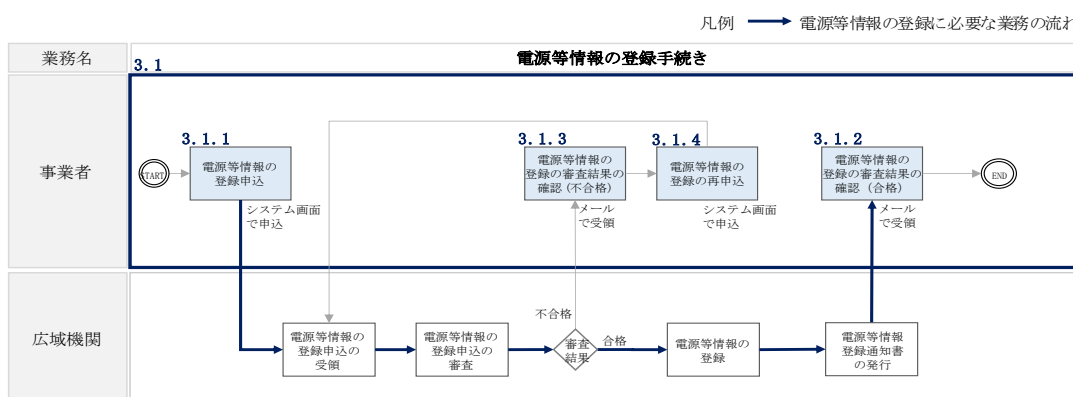 凡例 電源等情報の登録に必要な業務の流れ
業務名
電源等情報の登録手続き
3.1
事業者
START
3.1.1
電源等情報の
登録申込
システム画面
で申込
3.1.3
電源等情報の
登録の審査結果の
確認（不合格）
メール
で受領
3.1.4
電源等情報の
登録の再申込
システム画面
で申込
3.1.2
電源等情報の
登録の審査結果の
確認（合格）
メール
で受領
END
広域機関
電源等情報の
登録申込の
受領
電源等情報の
登録申込の
審査
不合格
審査
結果
合格
電源等情報の
登録
電源等情報
登録通知書
の発行